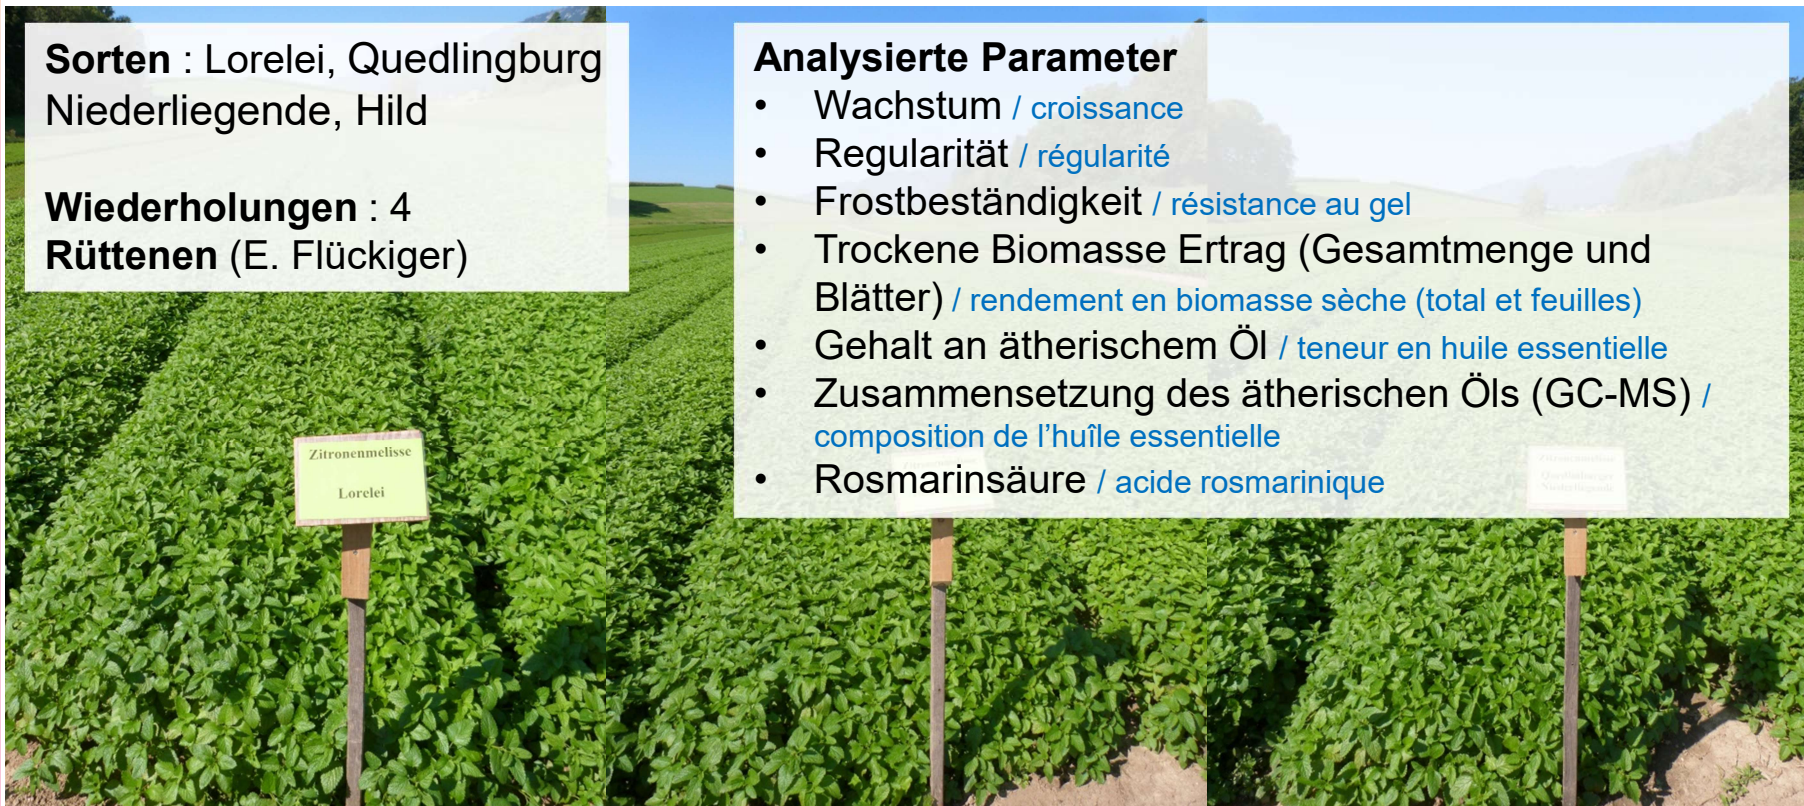 Sorten : Lorelei, Quedlingburg
Niederliegende, Hild
Wiederholungen : 4
Rüttenen (E. Flückiger)
Analysierte Parameter
• Wachstum / croissance
• Regularität / régularité
• Frostbeständigkeit / résistance au gel
• Trockene Biomasse Ertrag (Gesamtmenge und
Blätter) / rendement en biomasse sèche (total et feuilles)
• Gehalt an ätherischem Öl / teneur en huile essentielle
• Zusammensetzung des ätherischen Öls (GC-MS) /
composition de l’huîle essentielle
• Rosmarinsäure / acide rosmarinique
Zitronenmelisse
Lorelei
Zitronenmelisse
Niederliegende